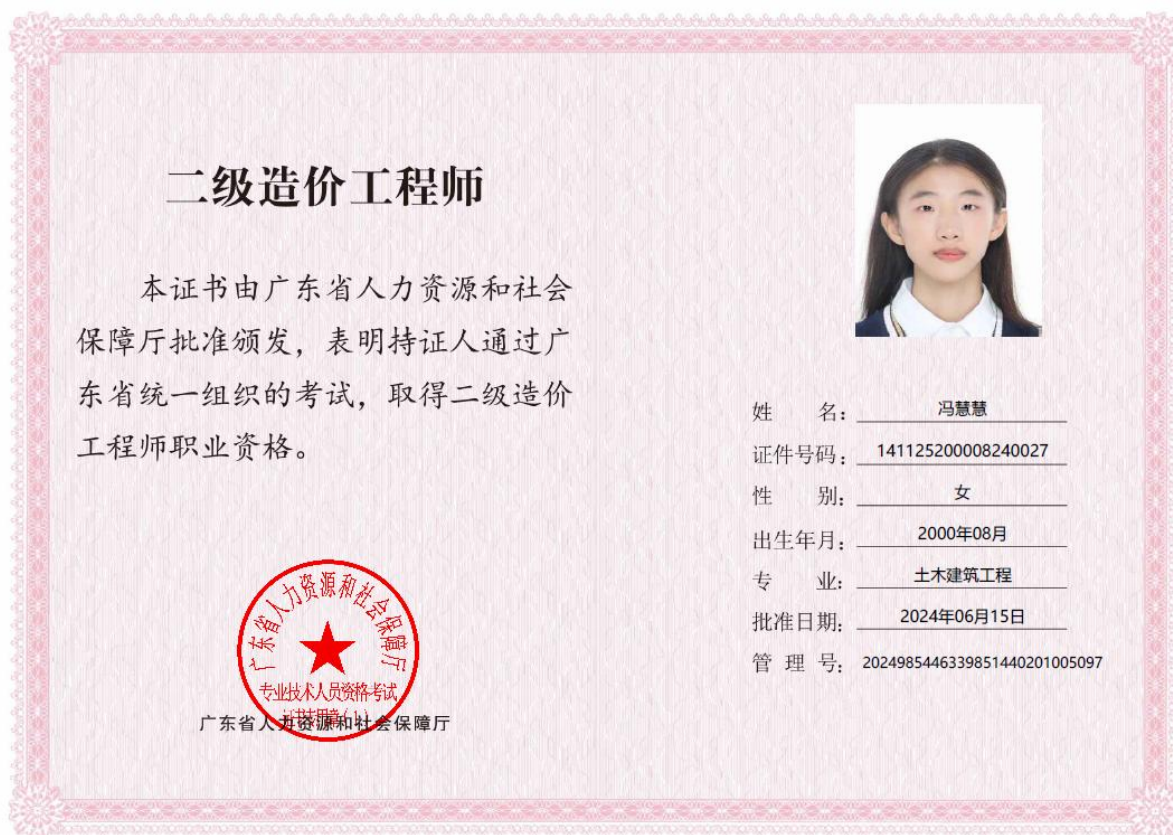 二级造价工程师
本证书由广东省人力资源和社会
保障厅批准颁发，表明持证人通过广
东省统一组织的考试，取得二级造价
工程师职业资格。
广东省人力资源和社会保障厅
专业技术人员资格考试
证书专用章(1)
广东省人力资源和社会保障厅
姓 名： 冯慧慧
证件号码： 141125200008240027
性 别： 女
出生年月： 2000年08月
专 业： 土木建筑工程
批准日期： 2024年06月15日
管 理 号： 2024985446339851440201005097